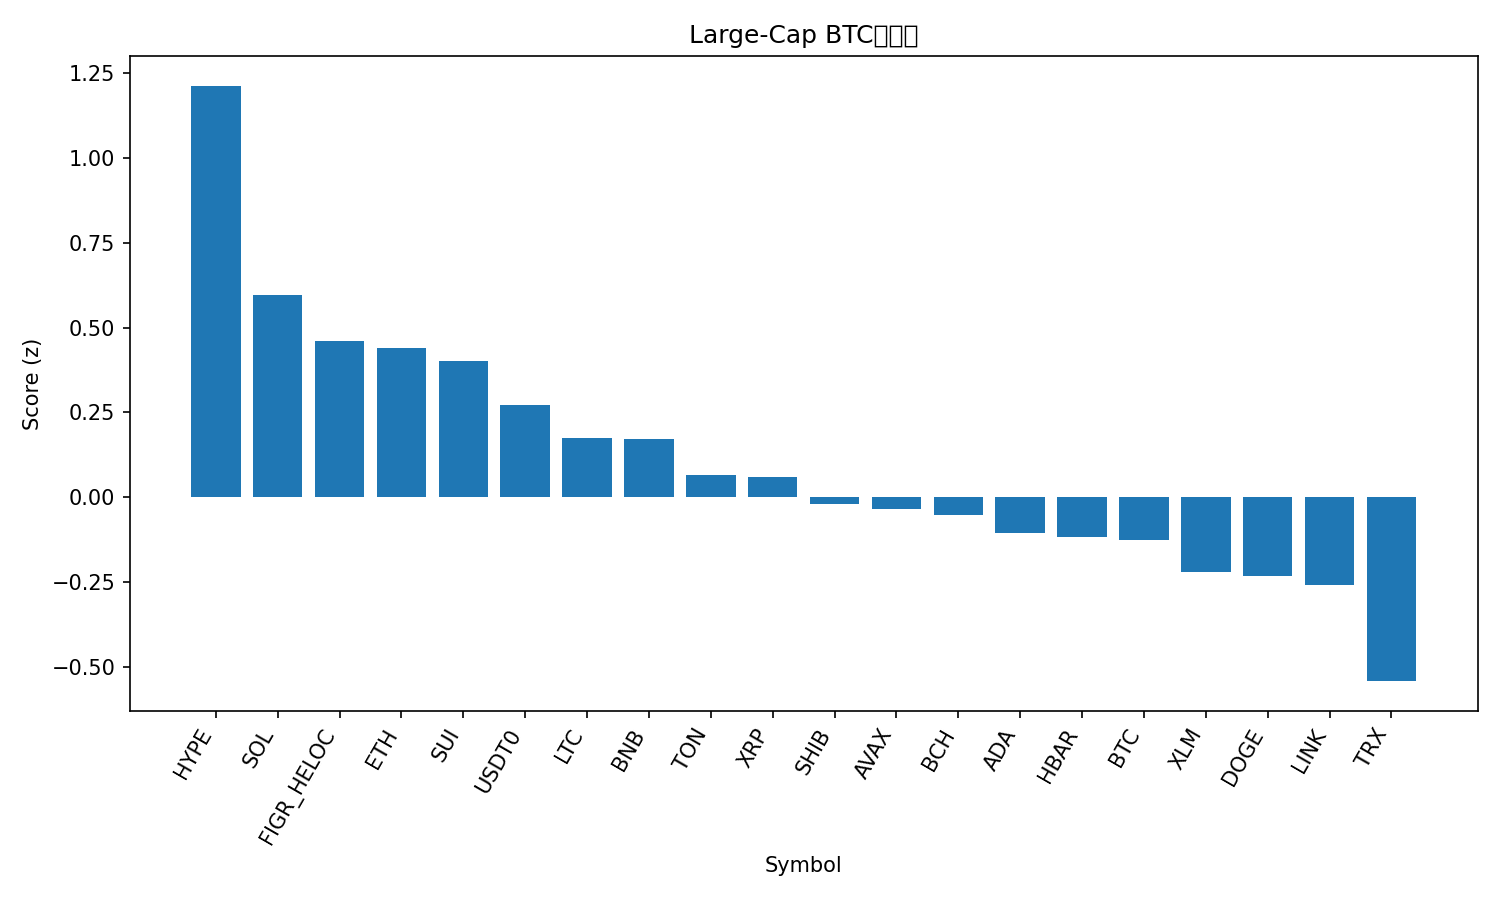 Large-Cap BTC
1.25
1.00
0.75
0.50
0.25
0.00
−0.25
−0.50
Score (z)
HYPE
SOL
FIGR_HELOC
ETH
SUI
USDT0
LTC
BNB
TON
XRP
SHIB
AVAX
BCH
ADA
HBAR
BTC
XLM
DOGE
LINK
TRX
Symbol